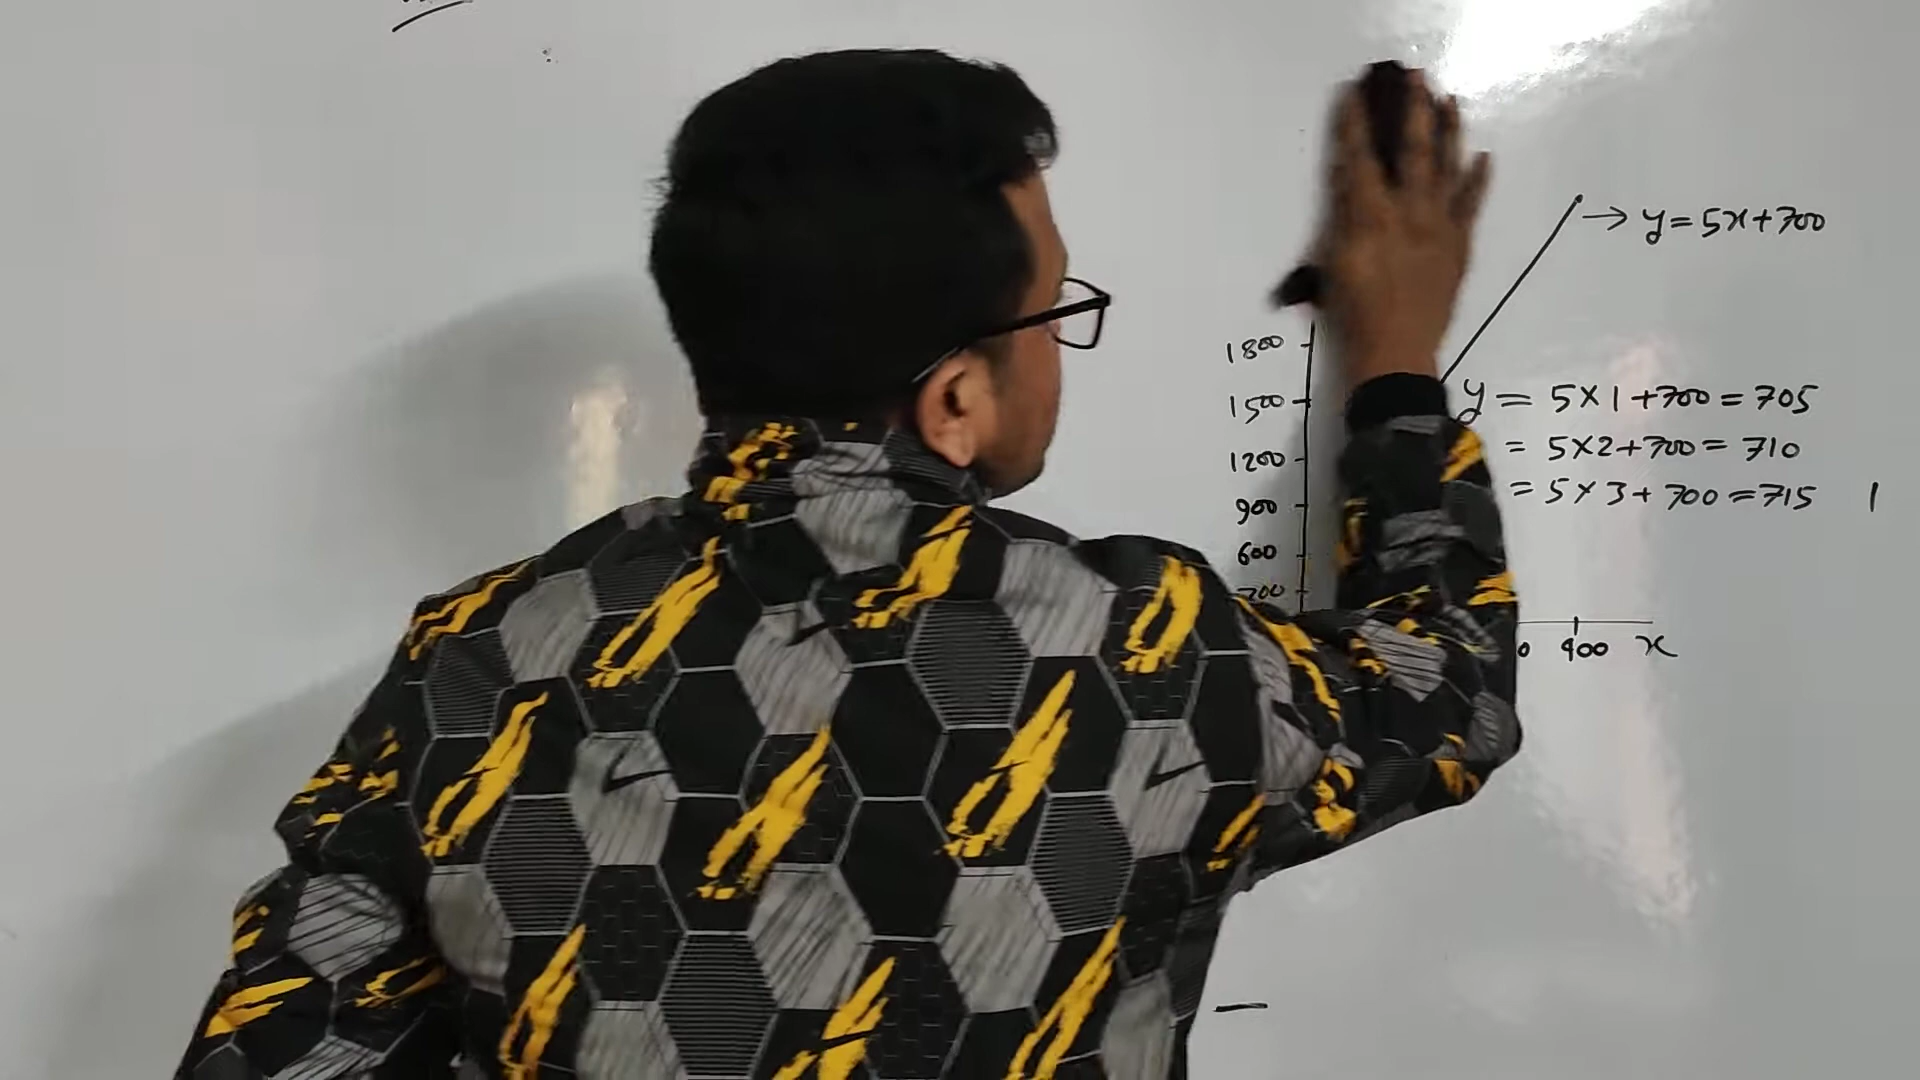 → y = 5x + 700
1800
1500
1200
900
600
y = 5 × 1 + 700 = 705
= 5 × 2 + 700 = 710
= 5 × 3 + 700 = 715
400 x